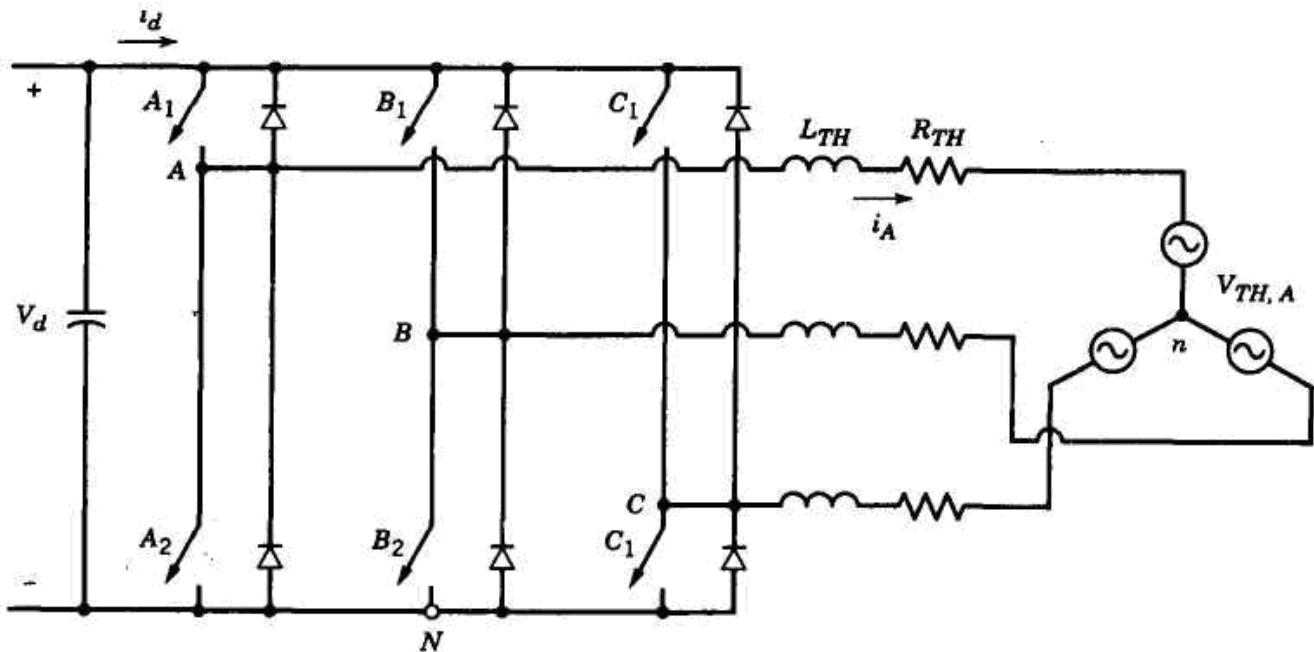 i_d
+
A_1
B_1
C_1
L_TH
R_TH
A
i_A
V_TH, A
V_d
B
n
C
A_2
B_2
C_1
-
N